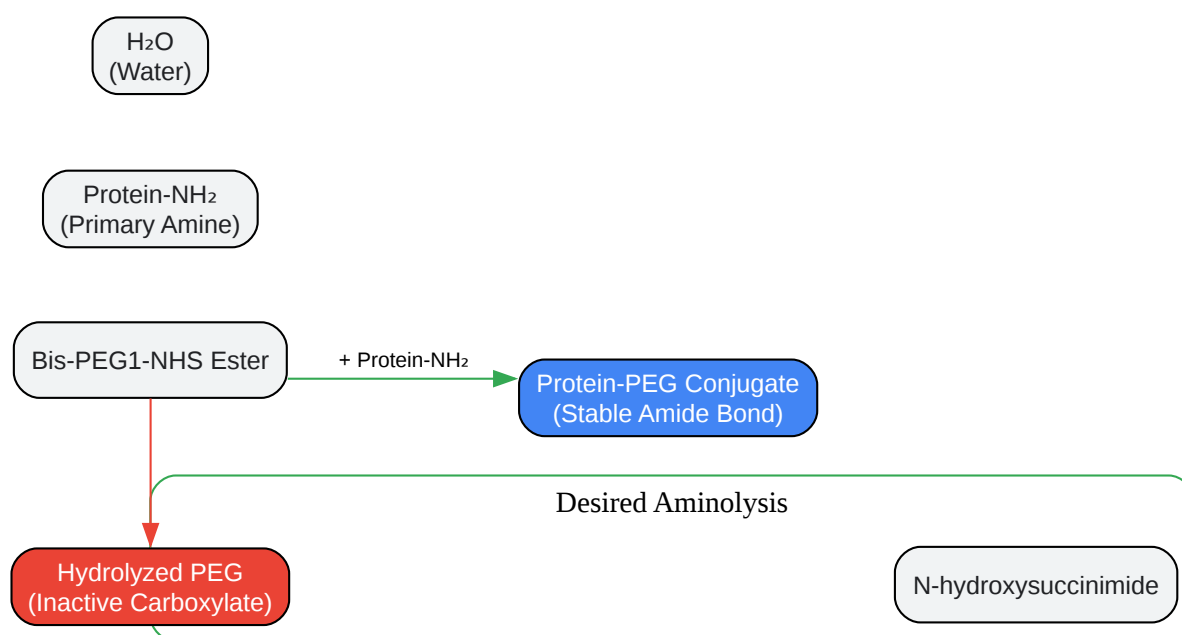 H₂O
(Water)
Protein-NH₂
(Primary Amine)
Bis-PEG1-NHS Ester
+ Protein-NH₂
Protein-PEG Conjugate
(Stable Amide Bond)
Desired Aminolysis
Hydrolyzed PEG
(Inactive Carboxylate)
N-hydroxysuccinimide